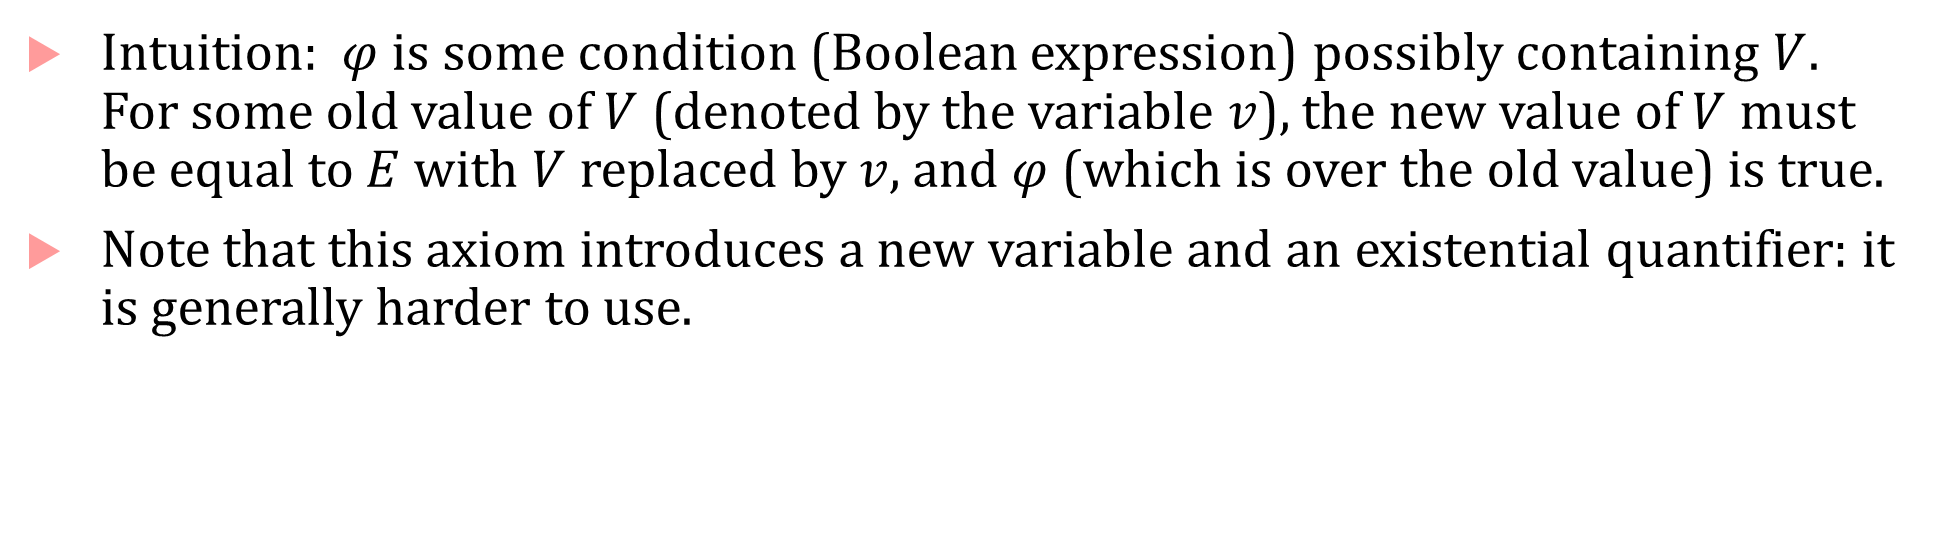 Intuition: φ is some condition (Boolean expression) possibly containing V.
For some old value of V (denoted by the variable v), the new value of V must
be equal to E with V replaced by v, and φ (which is over the old value) is true.
Note that this axiom introduces a new variable and an existential quantifier: it
is generally harder to use.